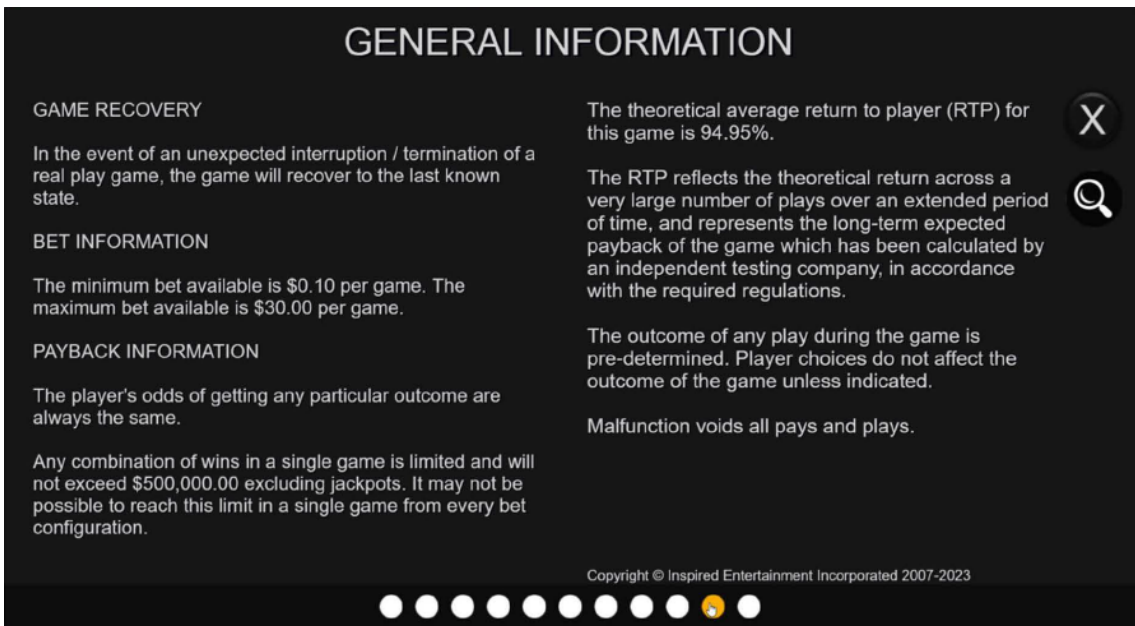 GENERAL INFORMATION
GAME RECOVERY
In the event of an unexpected interruption / termination of a
real play game, the game will recover to the last known
state.
BET INFORMATION
The minimum bet available is $0.10 per game. The
maximum bet available is $30.00 per game.
PAYBACK INFORMATION
The player's odds of getting any particular outcome are
always the same.
Any combination of wins in a single game is limited and will
not exceed $500,000.00 excluding jackpots. It may not be
possible to reach this limit in a single game from every bet
configuration.
The theoretical average return to player (RTP) for
this game is 94.95%.
The RTP reflects the theoretical return across a
very large number of plays over an extended period
of time, and represents the long-term expected
payback of the game which has been calculated by
an independent testing company, in accordance
with the required regulations.
The outcome of any play during the game is
pre-determined. Player choices do not affect the
outcome of the game unless indicated.
Malfunction voids all pays and plays.
Copyright © Inspired Entertainment Incorporated 2007-2023
X